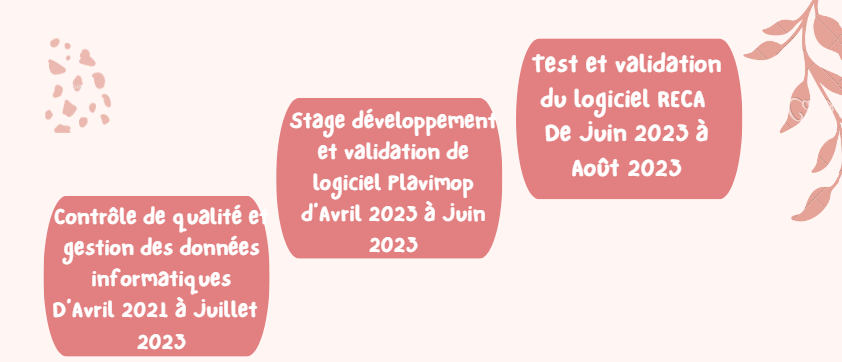 Test et validation
du logiciel RECA
De Juin 2023 à
Août 2023
Stage développement
et validation de
logiciel Plavimop
d'Avril 2023 à Juin
2023
Contrôle de qualité et
gestion des données
informatiques
D'Avril 2021 à Juillet
2023